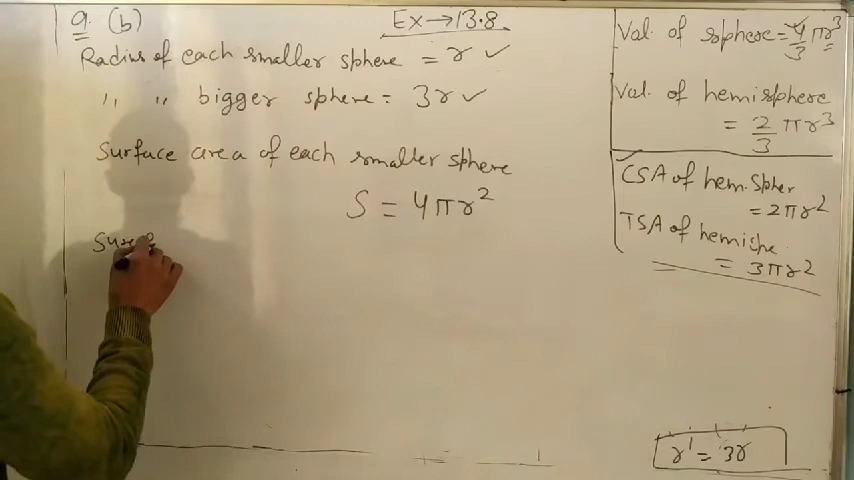 9 (b)
Ex → 13.8
Radius of each smaller sphere = r ✓
,, ,, bigger sphere = 3r ✓
Surface area of each smaller sphere
S = 4πr²
Surf
Vol. of sphere = 4/3 πr³
Vol. of hemisphere
= 2/3 πr³
CSA of hem. Spher
= 2πr²
TSA of hemishe.
= 3πr²
r' = 3r